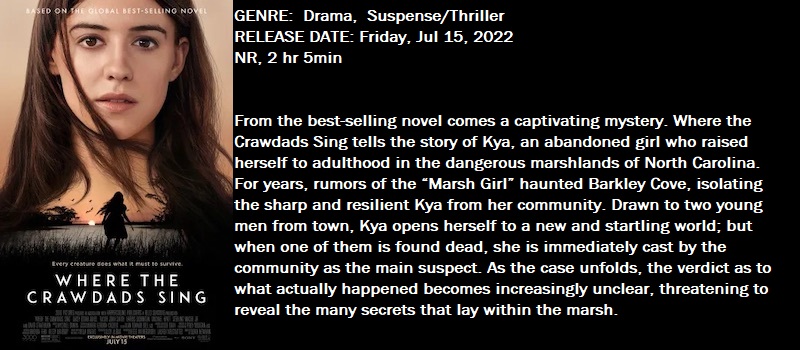 BASED ON THE GLOBAL BEST-SELLING NOVEL
Every creature does what it must to survive.
WHERE THE
CRAWDADS SING
EXCLUSIVELY IN MOVIE THEATERS
JULY 15
GENRE: Drama, Suspense/Thriller
RELEASE DATE: Friday, Jul 15, 2022
NR, 2 hr 5min
From the best-selling novel comes a captivating mystery. Where the
Crawdads Sing tells the story of Kya, an abandoned girl who raised
herself to adulthood in the dangerous marshlands of North Carolina.
For years, rumors of the “Marsh Girl” haunted Barkley Cove, isolating
the sharp and resilient Kya from her community. Drawn to two young
men from town, Kya opens herself to a new and startling world; but
when one of them is found dead, she is immediately cast by the
community as the main suspect. As the case unfolds, the verdict as to
what actually happened becomes increasingly unclear, threatening to
reveal the many secrets that lay within the marsh.